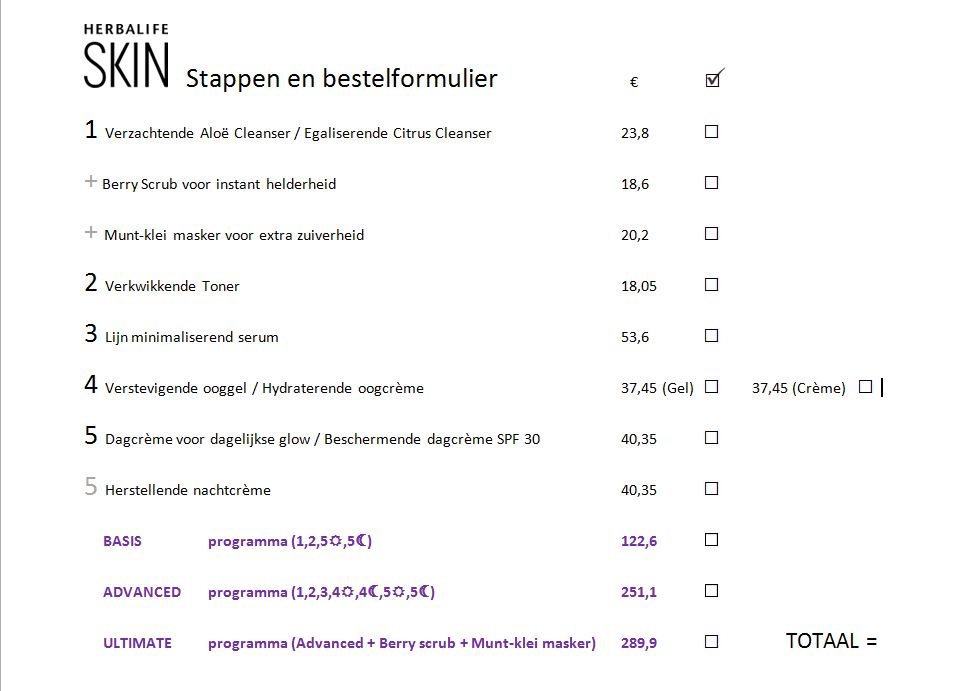 HERBALIFE
SKIN Stappen en bestelformulier € ☑
1 Verzachtende Aloë Cleanser / Egaliserende Citrus Cleanser 23,8 ☐
+ Berry Scrub voor instant helderheid 18,6 ☐
+ Munt-klei masker voor extra zuiverheid 20,2 ☐
2 Verkwikkende Toner 18,05 ☐
3 Lijn minimaliserend serum 53,6 ☐
4 Verstevigende ooggel / Hydraterende oogcrème 37,45 (Gel) ☐ 37,45 (Crème) ☐
5 Dagcrème voor dagelijkse glow / Beschermende dagcrème SPF 30 40,35 ☐
5 Herstellende nachtcrème 40,35 ☐
BASIS programma (1,2,5☼,5☾) 122,6 ☐
ADVANCED programma (1,2,3,4☼,4☾,5☼,5☾) 251,1 ☐
ULTIMATE programma (Advanced + Berry scrub + Munt-klei masker) 289,9 ☐ TOTAAL =